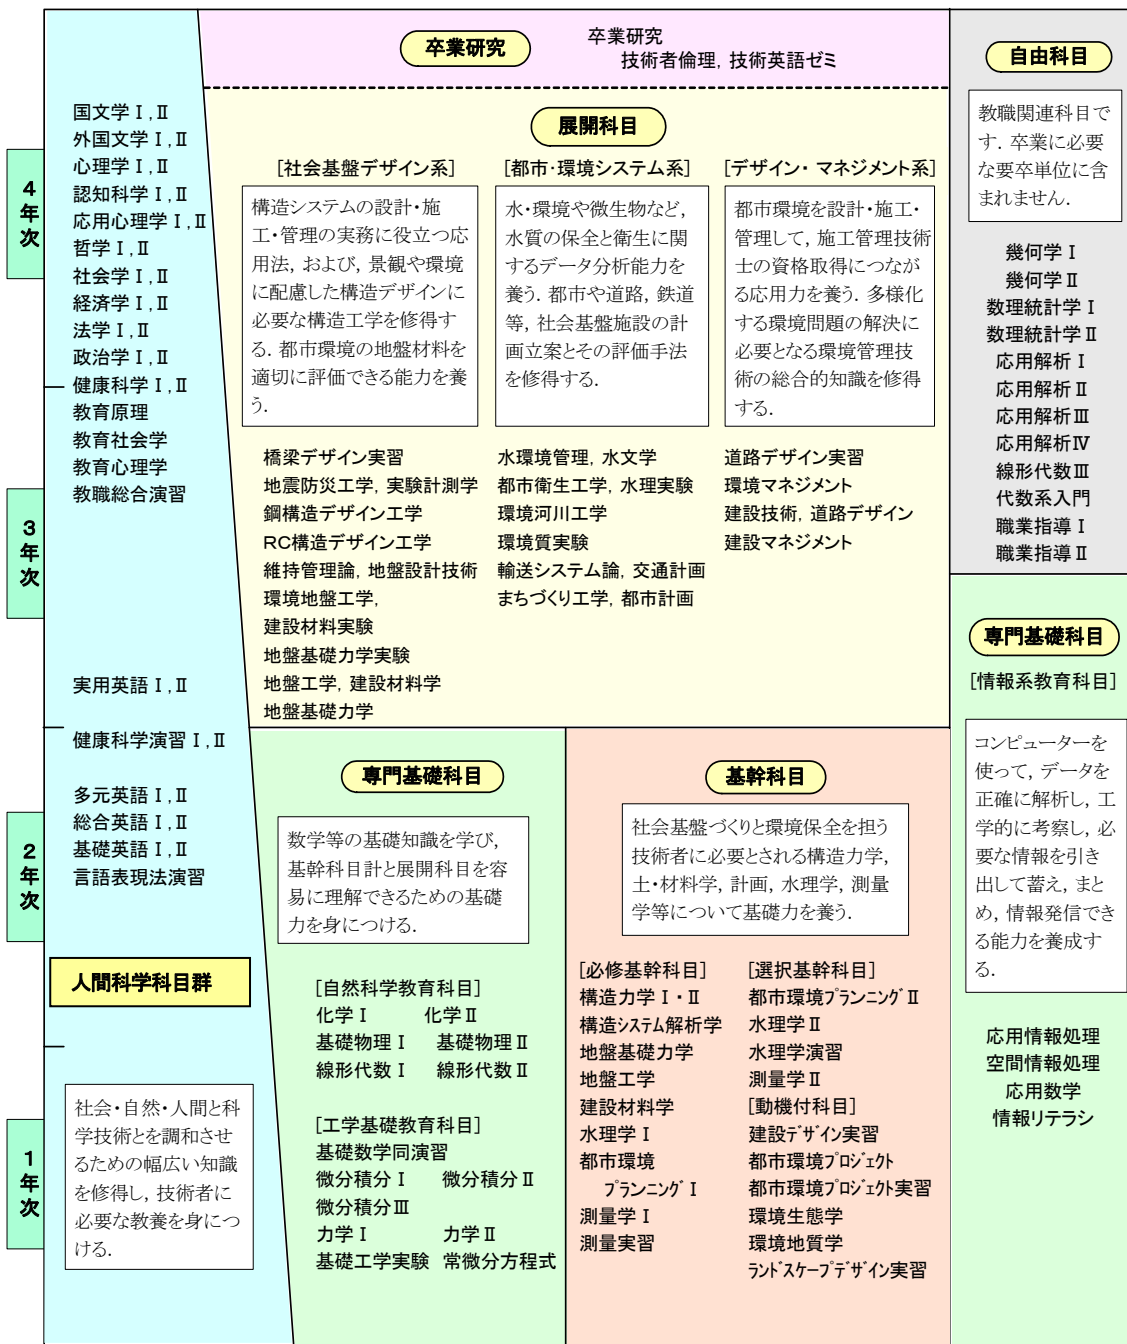 卒業研究
卒業研究
技術者倫理, 技術英語ゼミ
4年次
3年次
2年次
1年次
国文学Ⅰ,Ⅱ
外国文学Ⅰ,Ⅱ
心理学Ⅰ,Ⅱ
認知科学Ⅰ,Ⅱ
応用心理学Ⅰ,Ⅱ
哲学Ⅰ,Ⅱ
社会学Ⅰ,Ⅱ
経済学Ⅰ,Ⅱ
法学Ⅰ,Ⅱ
政治学Ⅰ,Ⅱ
健康科学Ⅰ,Ⅱ
教育原理
教育社会学
教育心理学
教職総合演習
実用英語Ⅰ,Ⅱ
健康科学演習Ⅰ,Ⅱ
多元英語Ⅰ,Ⅱ
総合英語Ⅰ,Ⅱ
基礎英語Ⅰ,Ⅱ
言語表現法演習
人間科学科目群
社会・自然・人間と科
学技術とを調和させ
るための幅広い知識
を修得し, 技術者に
必要な教養を身につ
ける.
展開科目
[社会基盤デザイン系]
構造システムの設計・施
工・管理の実務に役立つ応
用法, および, 景観や環境
に配慮した構造デザインに
必要な構造工学を修得す
る. 都市環境の地盤材料を
適切に評価できる能力を養
う.
橋梁デザイン実習
地震防災工学, 実験計測学
鋼構造デザイン工学
RC構造デザイン工学
維持管理論, 地盤設計技術
環境地盤工学,
建設材料実験
地盤基礎力学実験
地盤工学, 建設材料学
地盤基礎力学
[都市・環境システム系]
水・環境や微生物など,
水質の保全と衛生に関
するデータ分析能力を
養う. 都市や道路, 鉄道
等, 社会基盤施設の計
画立案とその評価手法
を修得する.
水環境管理, 水文学
都市衛生工学, 水理実験
環境河川工学
環境質実験
輸送システム論, 交通計画
まちづくり工学, 都市計画
[デザイン・ マネジメント系]
都市環境を設計・施工・
管理して, 施工管理技術
士の資格取得につなが
る応用力を養う. 多様化
する環境問題の解決に
必要となる環境管理技
術の総合的知識を修得
する.
道路デザイン実習
環境マネジメント
建設技術, 道路デザイン
建設マネジメント
専門基礎科目
数学等の基礎知識を学び,
基幹科目計と展開科目を容
易に理解できるための基礎
力を身につける.
[自然科学教育科目]
化学Ⅰ 化学Ⅱ
基礎物理Ⅰ 基礎物理Ⅱ
線形代数Ⅰ 線形代数Ⅱ
[工学基礎教育科目]
基礎数学同演習
微分積分Ⅰ 微分積分Ⅱ
微分積分Ⅲ
力学Ⅰ 力学Ⅱ
基礎工学実験 常微分方程式
基幹科目
社会基盤づくりと環境保全を担う
技術者に必要とされる構造力学,
土・材料学, 計画, 水理学, 測量
学等について基礎力を養う.
[必修基幹科目]
構造力学Ⅰ・Ⅱ
構造システム解析学
地盤基礎力学
地盤工学
建設材料学
水理学Ⅰ
都市環境
プランニングⅠ
測量学Ⅰ
測量実習
[選択基幹科目]
都市環境プランニングⅡ
水理学Ⅱ
水理学演習
測量学Ⅱ
[動機付科目]
建設デザイン実習
都市環境プロジェクト
都市環境プロジェクト実習
環境生態学
環境地質学
ランドスケープデザイン実習
自由科目
教職関連科目で
す. 卒業に必要
な要卒単位に含
まれません.
幾何学Ⅰ
幾何学Ⅱ
数理統計学Ⅰ
数理統計学Ⅱ
応用解析Ⅰ
応用解析Ⅱ
応用解析Ⅲ
応用解析Ⅳ
線形代数Ⅲ
代数系入門
職業指導Ⅰ
職業指導Ⅱ
専門基礎科目
[情報系教育科目]
コンピューターを
使って, データを
正確に解析し, 工
学的に考察し, 必
要な情報を引き
出して蓄え, まと
め, 情報発信でき
る能力を養成す
る.
応用情報処理
空間情報処理
応用数学
情報リテラシ